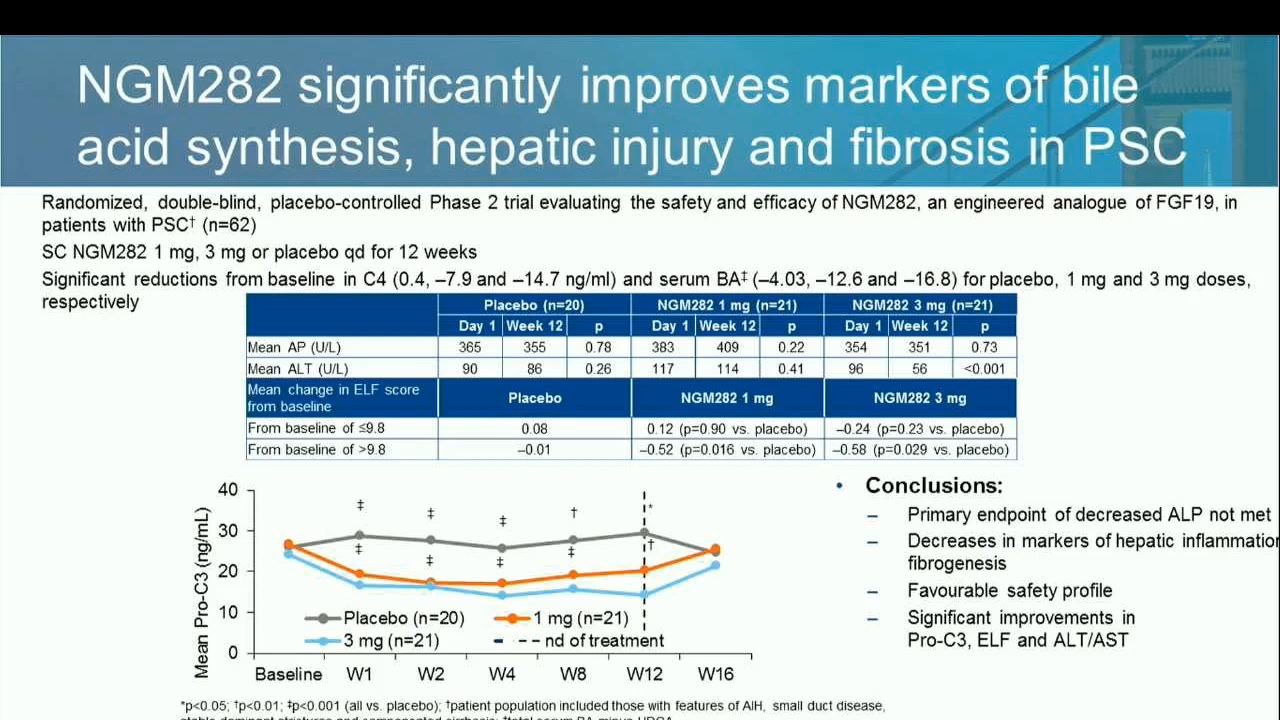 NGM282 significantly improves markers of bile
acid synthesis, hepatic injury and fibrosis in PSC
Randomized, double-blind, placebo-controlled Phase 2 trial evaluating the safety and efficacy of NGM282, an engineered analogue of FGF19, in
patients with PSC† (n=62)
SC NGM282 1 mg, 3 mg or placebo qd for 12 weeks
Significant reductions from baseline in C4 (0.4, –7.9 and –14.7 ng/ml) and serum BA‡ (–4.03, –12.6 and –16.8) for placebo, 1 mg and 3 mg doses,
respectively
Placebo (n=20) NGM282 1 mg (n=21) NGM282 3 mg (n=21)
Day 1 Week 12 p Day 1 Week 12 p Day 1 Week 12 p
Mean AP (U/L) 365 355 0.78 383 409 0.22 354 351 0.73
Mean ALT (U/L) 90 86 0.26 117 114 0.41 96 56 <0.001
Mean change in ELF score
from baseline Placebo NGM282 1 mg NGM282 3 mg
From baseline of ≤9.8 0.08 0.12 (p=0.90 vs. placebo) –0.24 (p=0.23 vs. placebo)
From baseline of >9.8 –0.01 –0.52 (p=0.016 vs. placebo) –0.58 (p=0.029 vs. placebo)
Mean Pro-C3 (ng/mL)
40
30
20
10
0
‡ ‡ ‡ † *
‡ ‡ ‡ ‡ †
Placebo (n=20) 1 mg (n=21)
3 mg (n=21) nd of treatment
Baseline W1 W2 W4 W8 W12 W16
• Conclusions:
– Primary endpoint of decreased ALP not met
– Decreases in markers of hepatic inflammation
fibrogenesis
– Favourable safety profile
– Significant improvements in
Pro-C3, ELF and ALT/AST
*p<0.05; †p<0.01; ‡p<0.001 (all vs. placebo); †patient population included those with features of AIH, small duct disease,